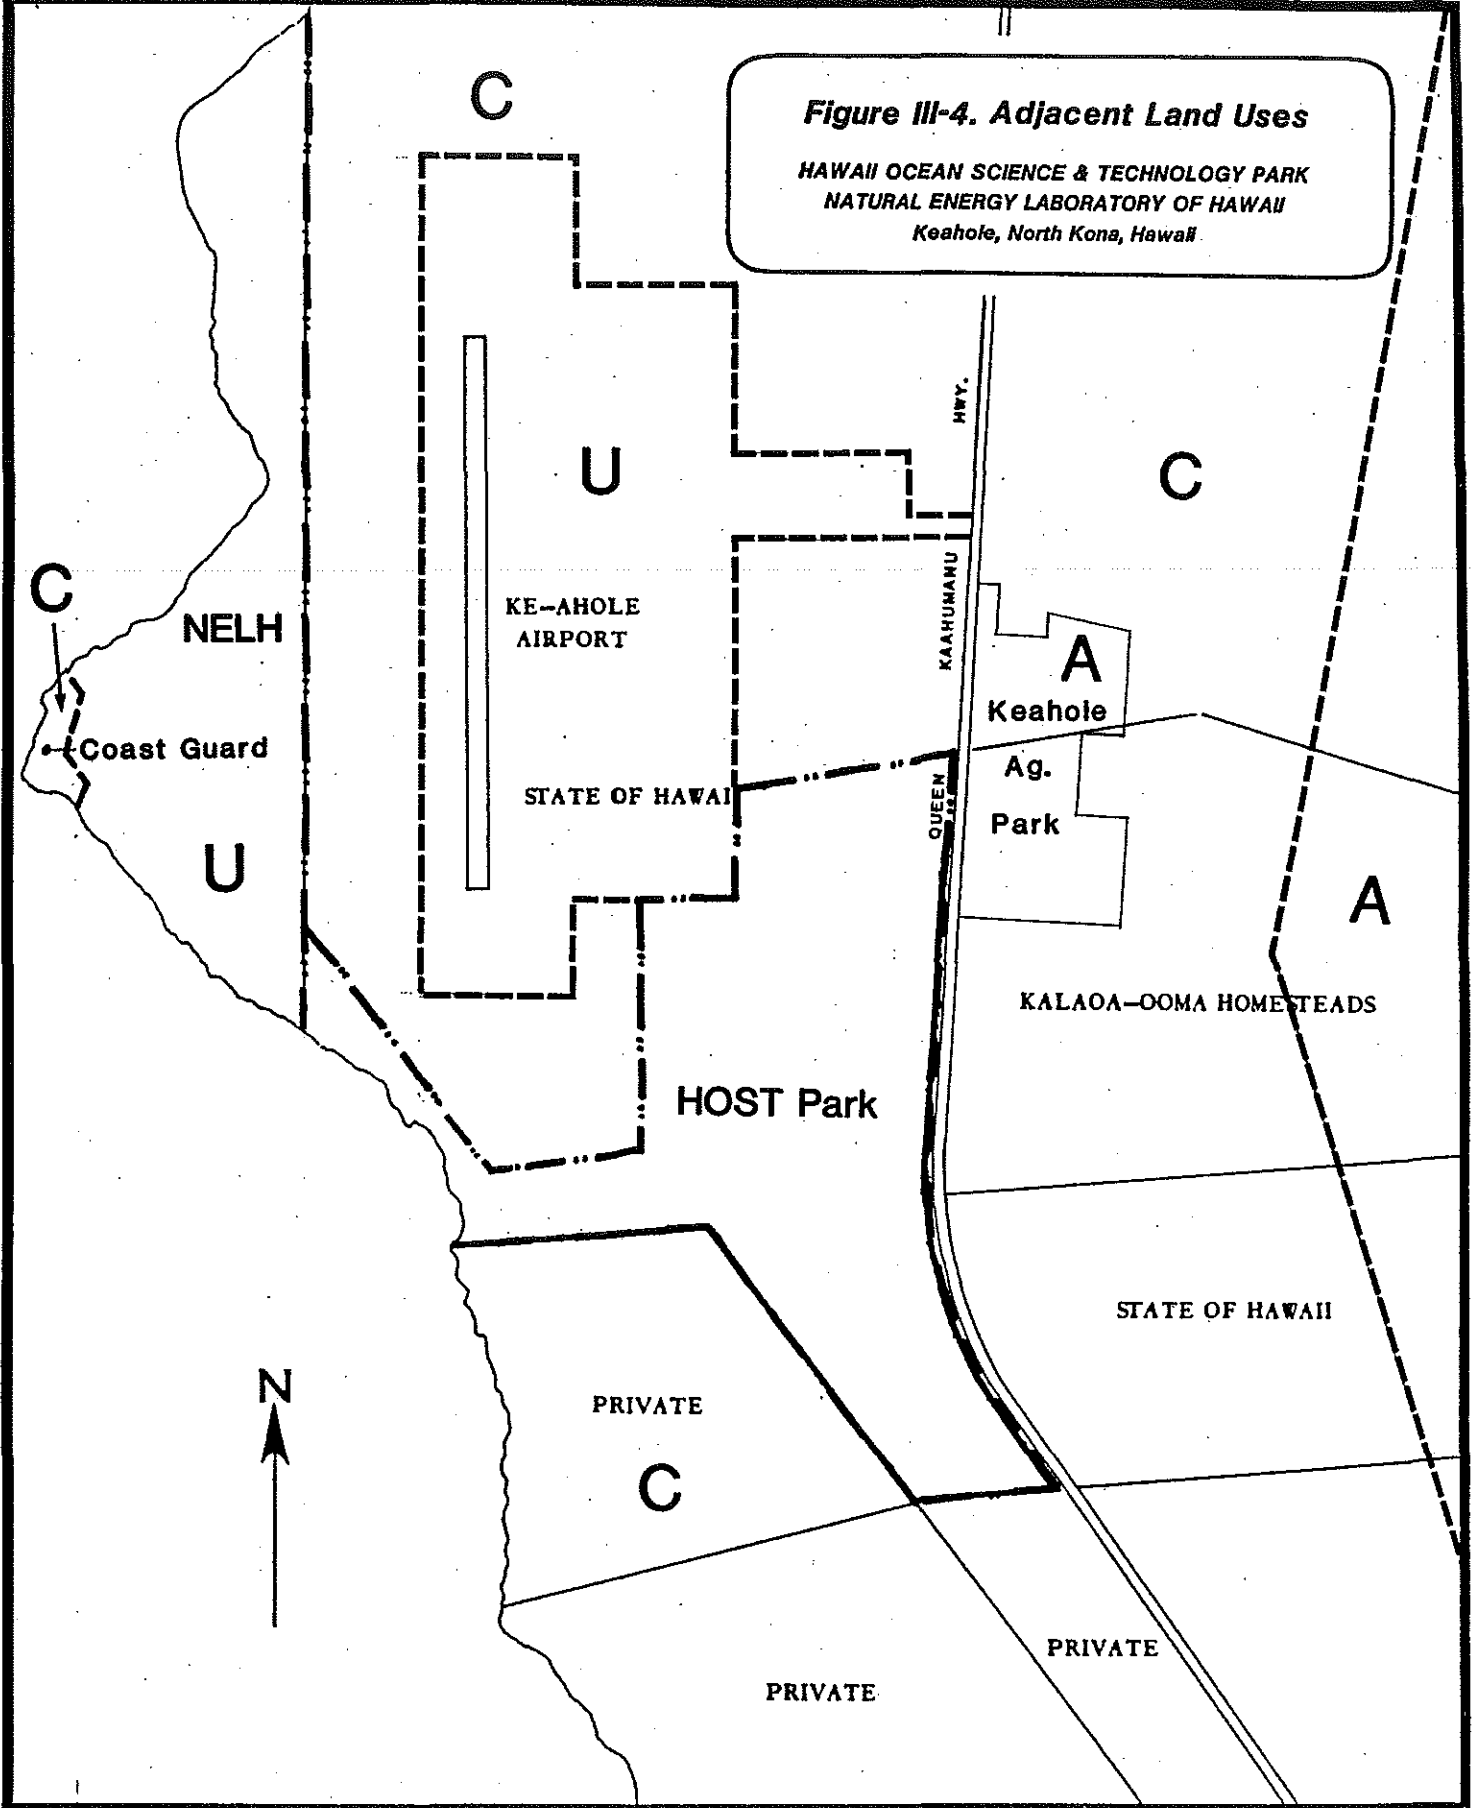 C
Figure III-4. Adjacent Land Uses
HAWAII OCEAN SCIENCE & TECHNOLOGY PARK
NATURAL ENERGY LABORATORY OF HAWAII
Keahole, North Kona, Hawaii
HWY.
U
C
C
KE-AHOLE
AIRPORT
NELH
KAAHUMANU
A
Keahole
Coast Guard
Ag.
STATE OF HAWAI
QUEEN
Park
U
A
KALAOA-OOMA HOMESTEADS
HOST Park
STATE OF HAWAII
N
PRIVATE
C
PRIVATE
PRIVATE